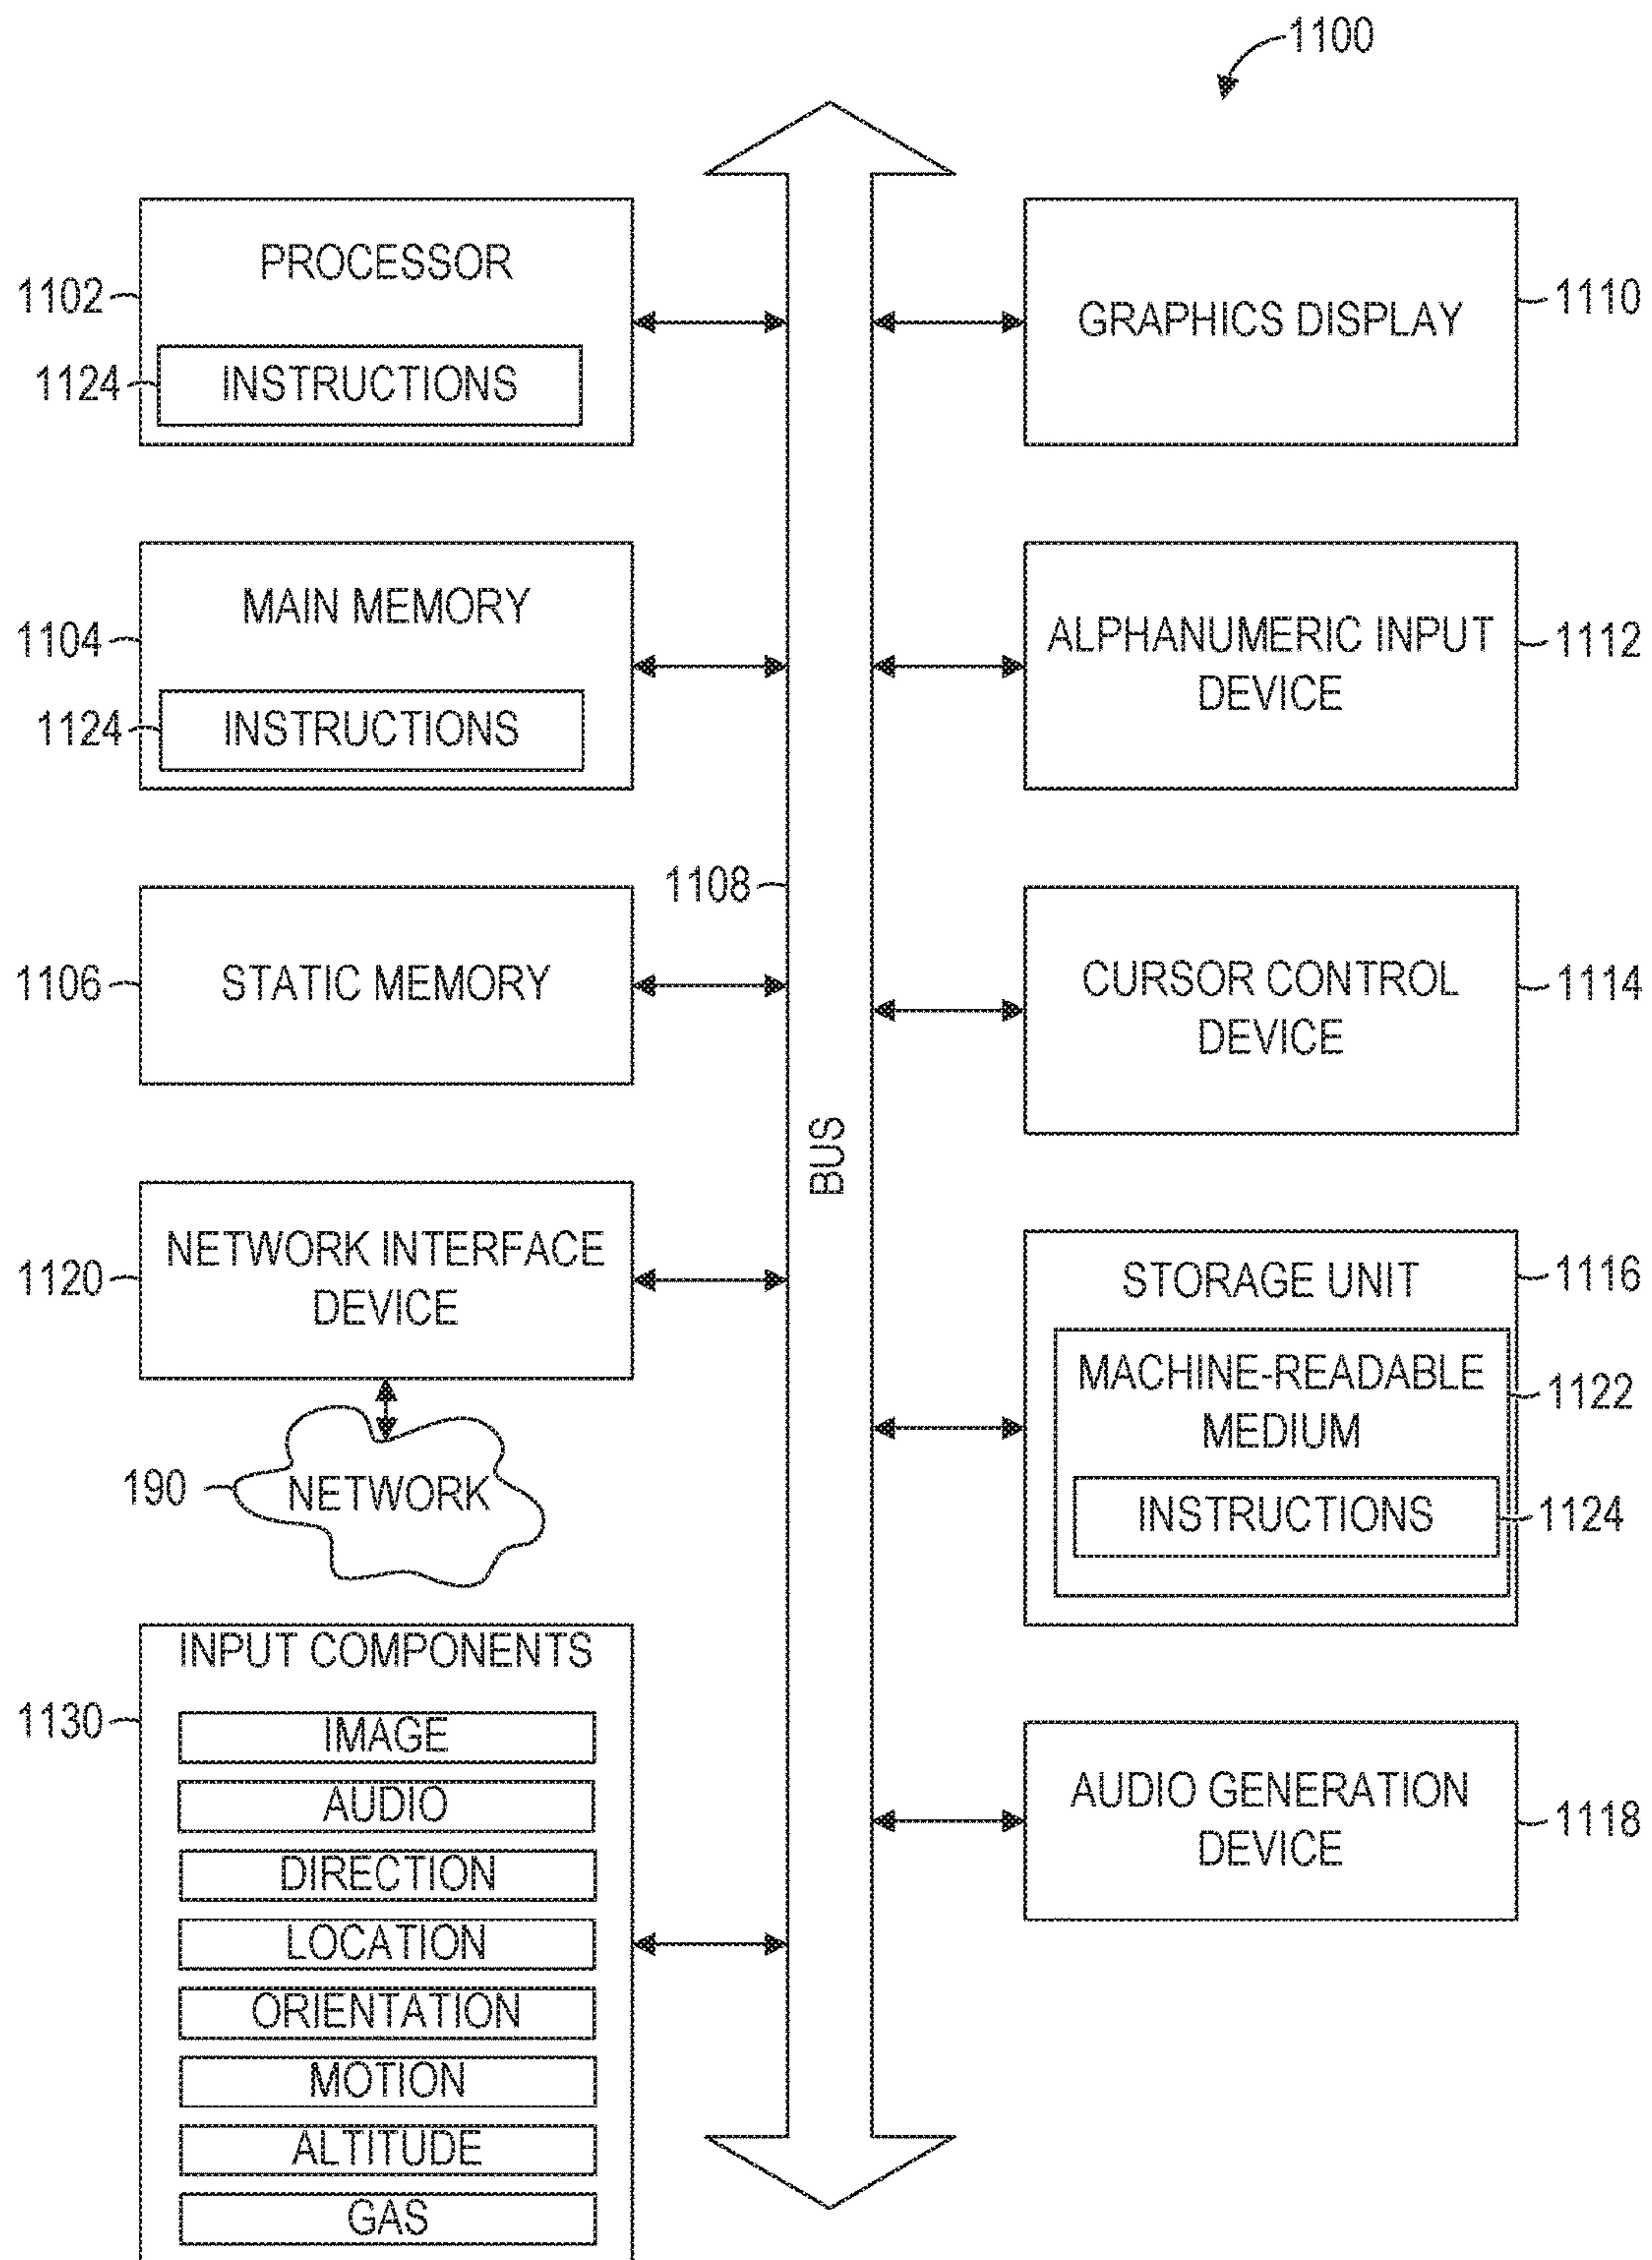 1100
PROCESSOR
1102
1124
INSTRUCTIONS
MAIN MEMORY
1104
1124
INSTRUCTIONS
1108
STATIC MEMORY
1106
NETWORK INTERFACE
DEVICE
1120
190
NETWORK
INPUT COMPONENTS
1130
IMAGE
AUDIO
DIRECTION
LOCATION
ORIENTATION
MOTION
ALTITUDE
GAS
BUS
GRAPHICS DISPLAY
1110
ALPHANUMERIC INPUT
DEVICE
1112
CURSOR CONTROL
DEVICE
1114
STORAGE UNIT
1116
MACHINE-READABLE
MEDIUM
1122
INSTRUCTIONS
1124
AUDIO GENERATION
DEVICE
1118